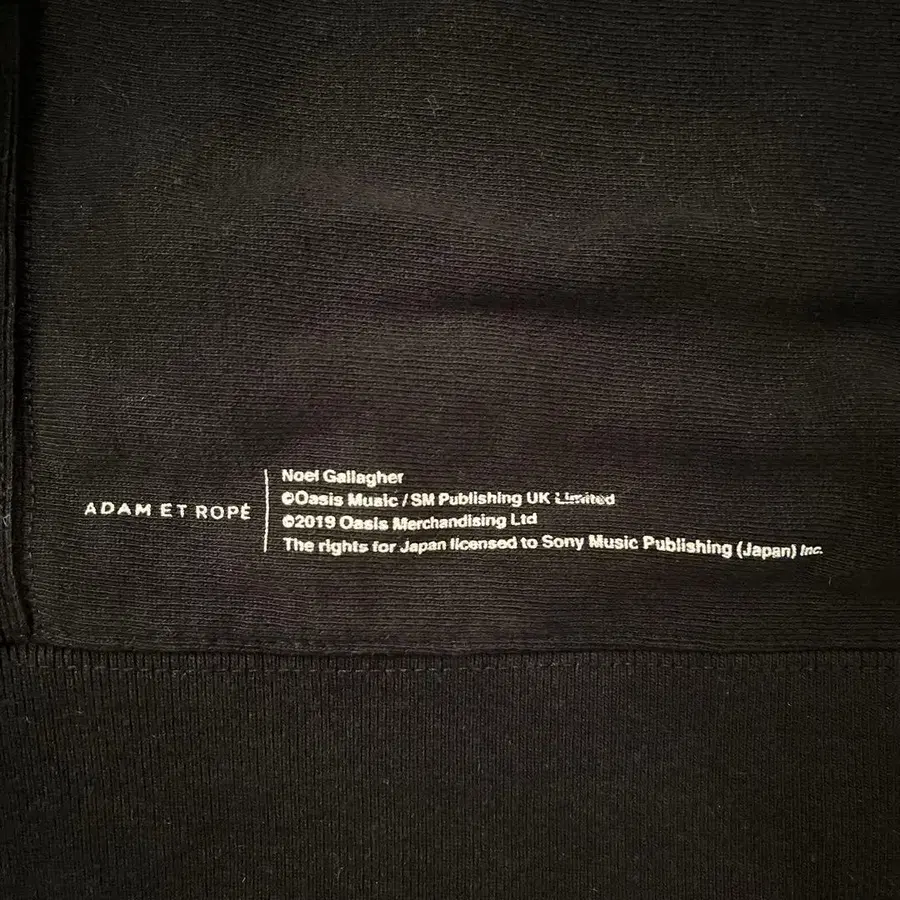 ADAM ET ROPÉ
Noel Gallagher
©Oasis Music / SM Publishing UK Limited
©2019 Oasis Merchandising Ltd
The rights for Japan licensed to Sony Music Publishing (Japan) Inc.